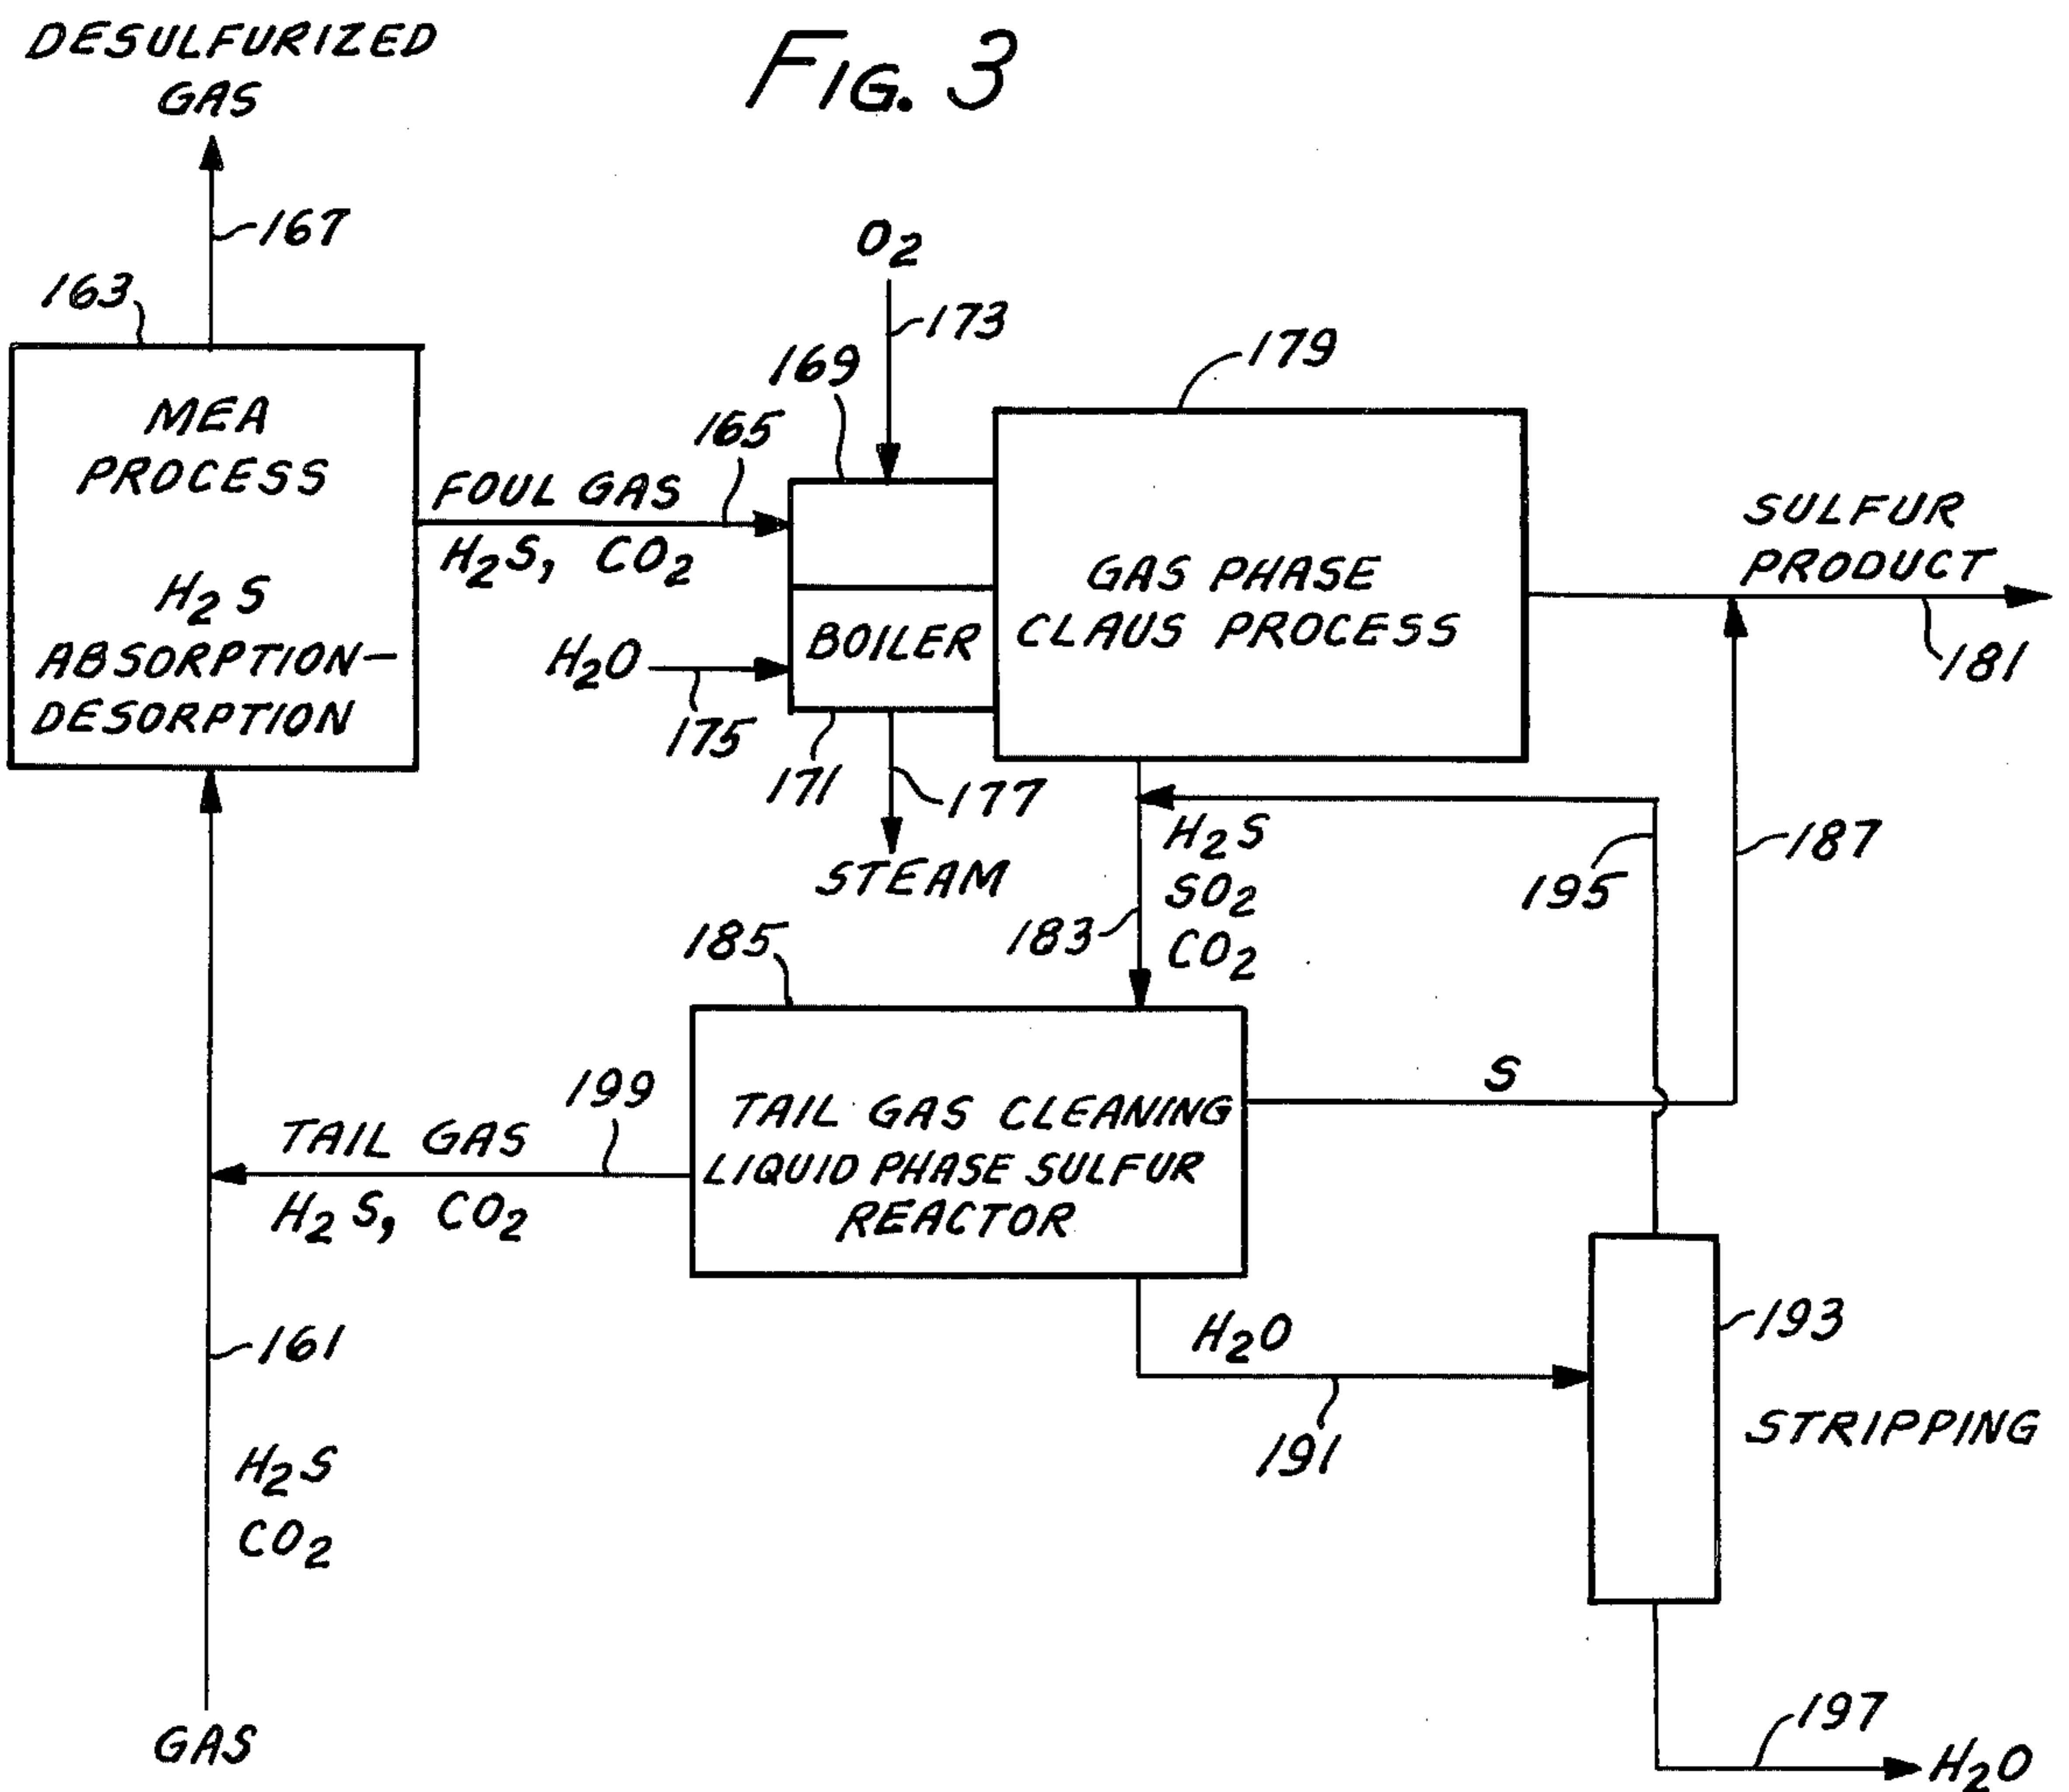 DESULFURIZED
GAS
FIG. 3
167
163
O2
173
169
179
165
MEA
PROCESS
H2S
ABSORPTION-
DESORPTION
FOUL GAS
H2S, CO2
H2O
175
BOILER
171
177
STEAM
GAS PHASE
CLAUS PROCESS
SULFUR
PRODUCT
181
H2S
SO2
CO2
183
195
187
185
TAIL GAS CLEANING
LIQUID PHASE SULFUR
REACTOR
S
199
TAIL GAS
H2S, CO2
161
H2S
CO2
GAS
H2O
191
193
STRIPPING
197
H2O